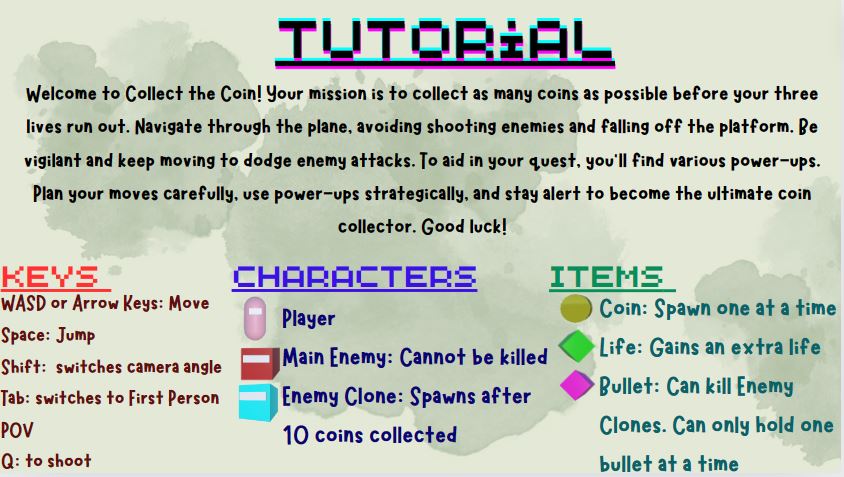 TUTORiAL
Welcome to Collect the Coin! Your mission is to collect as many coins as possible before your three
lives run out. Navigate through the plane, avoiding shooting enemies and falling off the platform. Be
vigilant and keep moving to dodge enemy attacks. To aid in your quest, you'll find various power-ups.
Plan your moves carefully, use power-ups strategically, and stay alert to become the ultimate coin
collector. Good luck!
KEYS
WASD or Arrow Keys: Move
Space: Jump
Shift: switches camera angle
Tab: switches to First Person
POV
Q: to shoot
CHARACTERS
Player
Main Enemy: Cannot be killed
Enemy Clone: Spawns after
10 coins collected
ITEMS
Coin: Spawn one at a time
Life: Gains an extra life
Bullet: Can kill Enemy
Clones. Can only hold one
bullet at a time